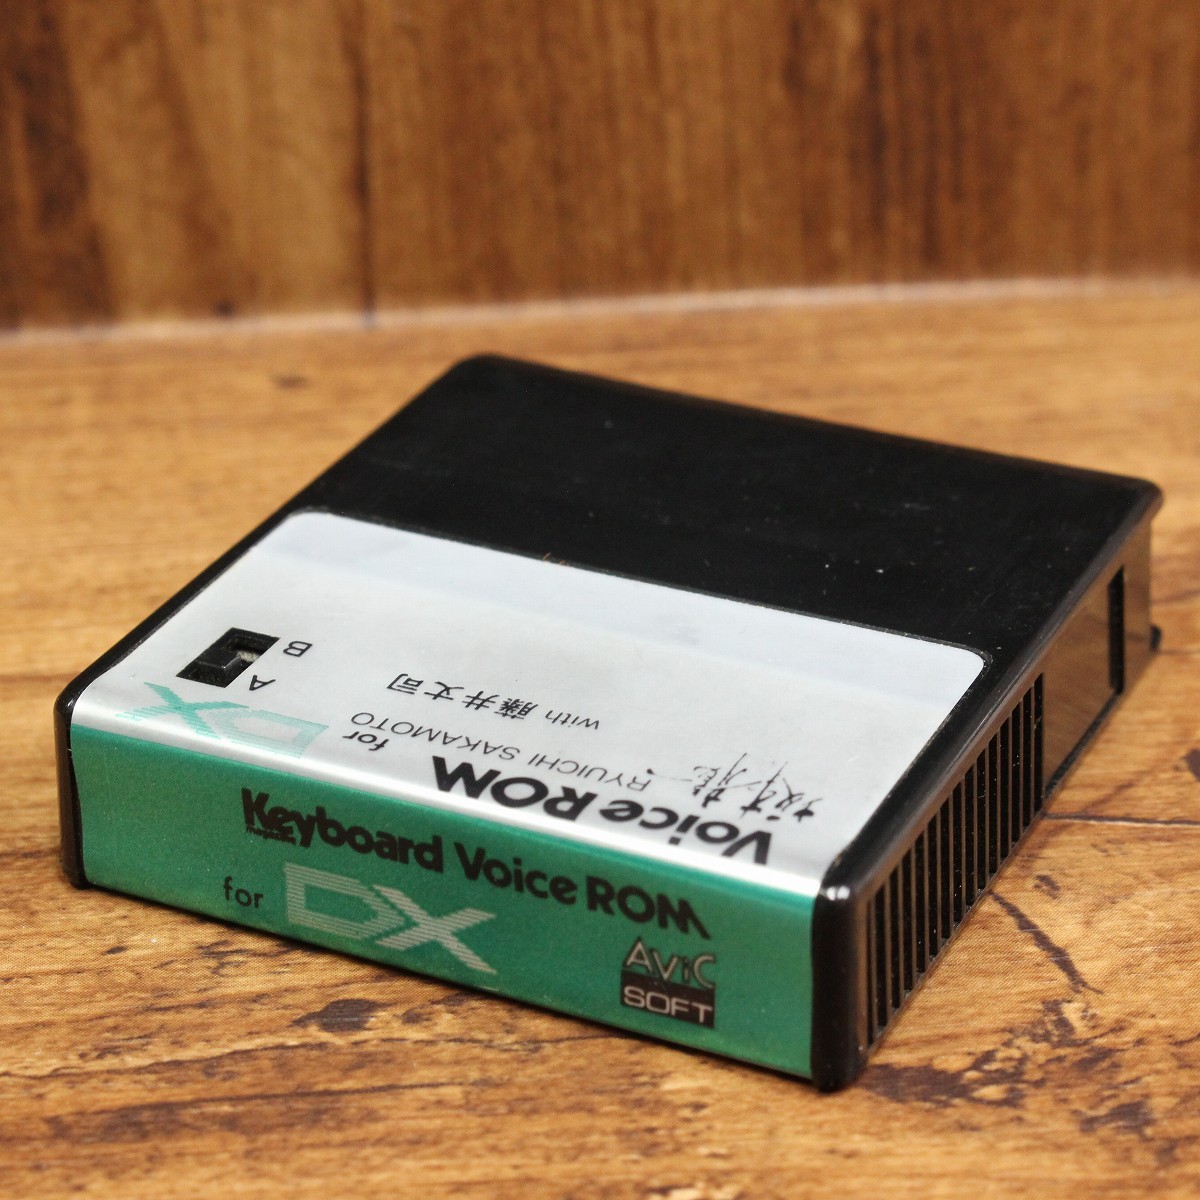 Keyboard Voice ROM
magazine
for DX
AViC
SOFT
Voice ROM
for DX
坂本龍一
RYUICHI SAKAMOTO
with 藤井丈司
A
B